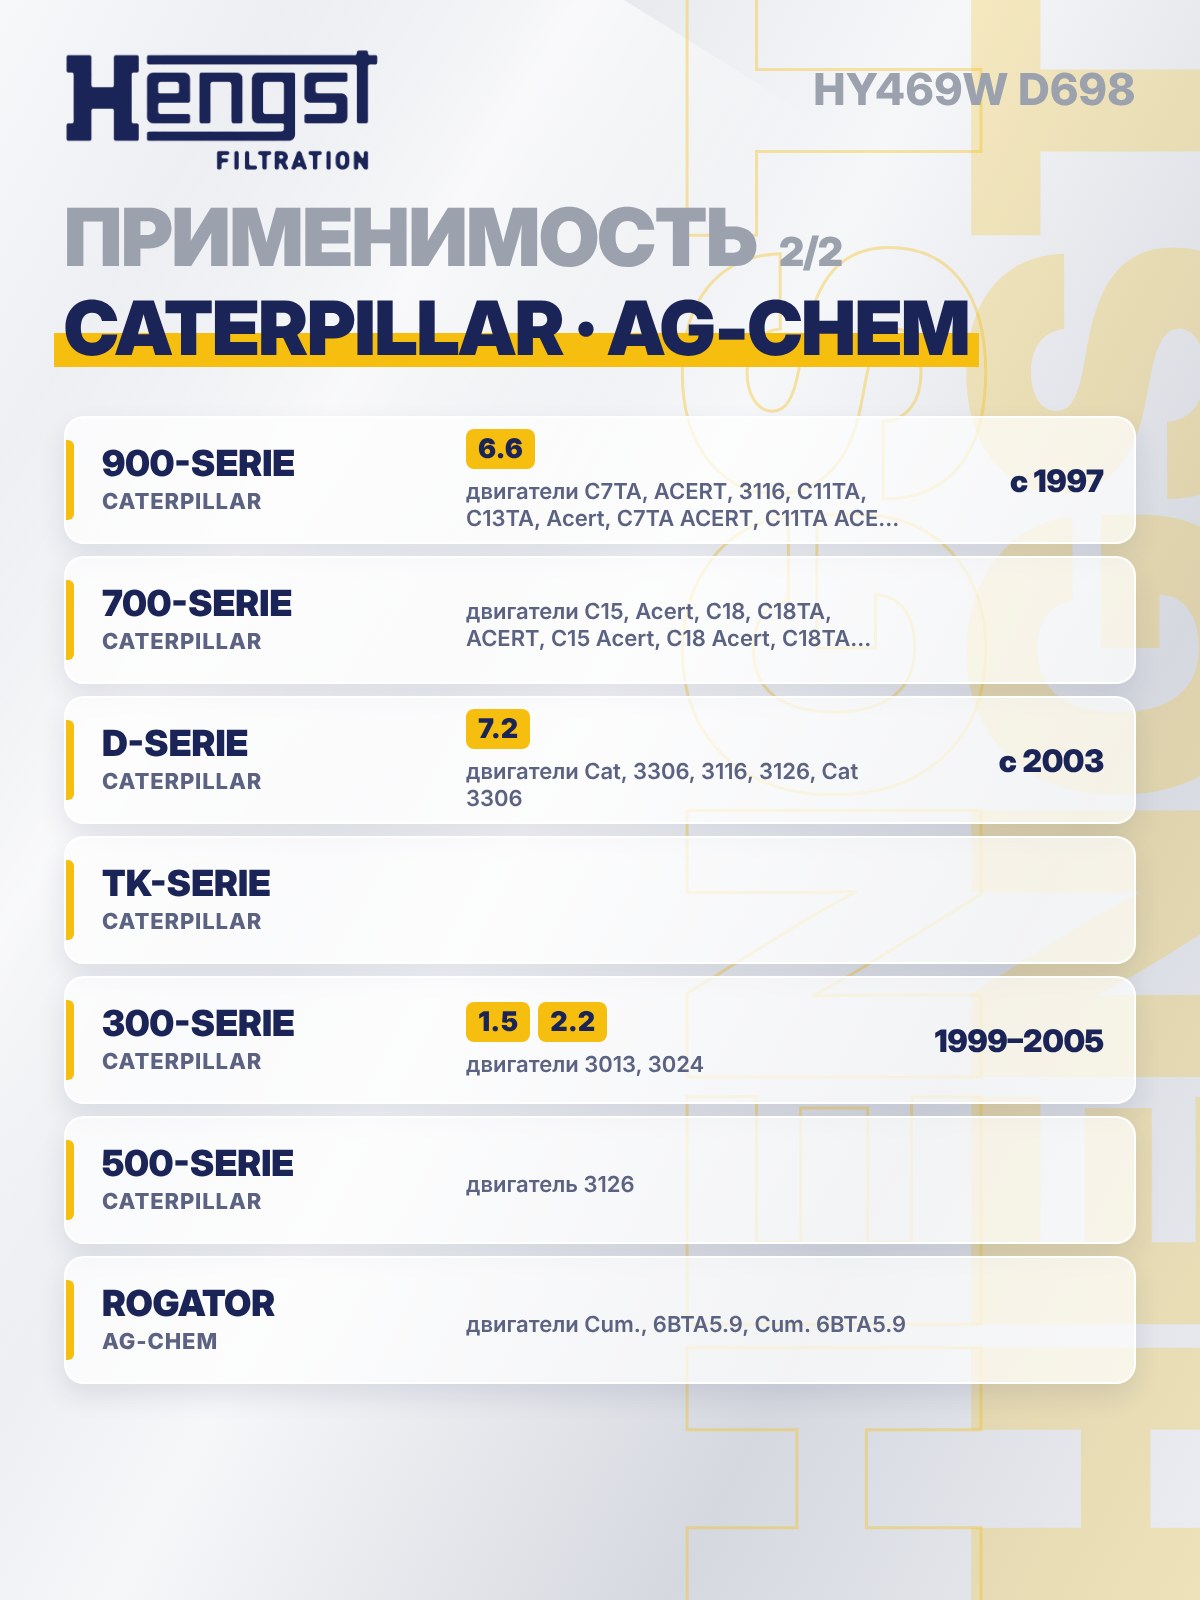 Hengst
FILTRATION
HY469W D698
ПРИМЕНИМОСТЬ 2/2
CATERPILLAR · AG-CHEM
900-SERIE
CATERPILLAR
6.6
двигатели C7TA, ACERT, 3116, C11TA,
C13TA, Acert, C7TA ACERT, C11TA ACE...
с 1997
700-SERIE
CATERPILLAR
двигатели C15, Acert, C18, C18TA,
ACERT, C15 Acert, C18 Acert, C18TA...
D-SERIE
CATERPILLAR
7.2
двигатели Cat, 3306, 3116, 3126, Cat
3306
с 2003
TK-SERIE
CATERPILLAR
300-SERIE
CATERPILLAR
1.5 2.2
двигатели 3013, 3024
1999–2005
500-SERIE
CATERPILLAR
двигатель 3126
ROGATOR
AG-CHEM
двигатели Cum., 6BTA5.9, Cum. 6BTA5.9
HENGST
HENGST